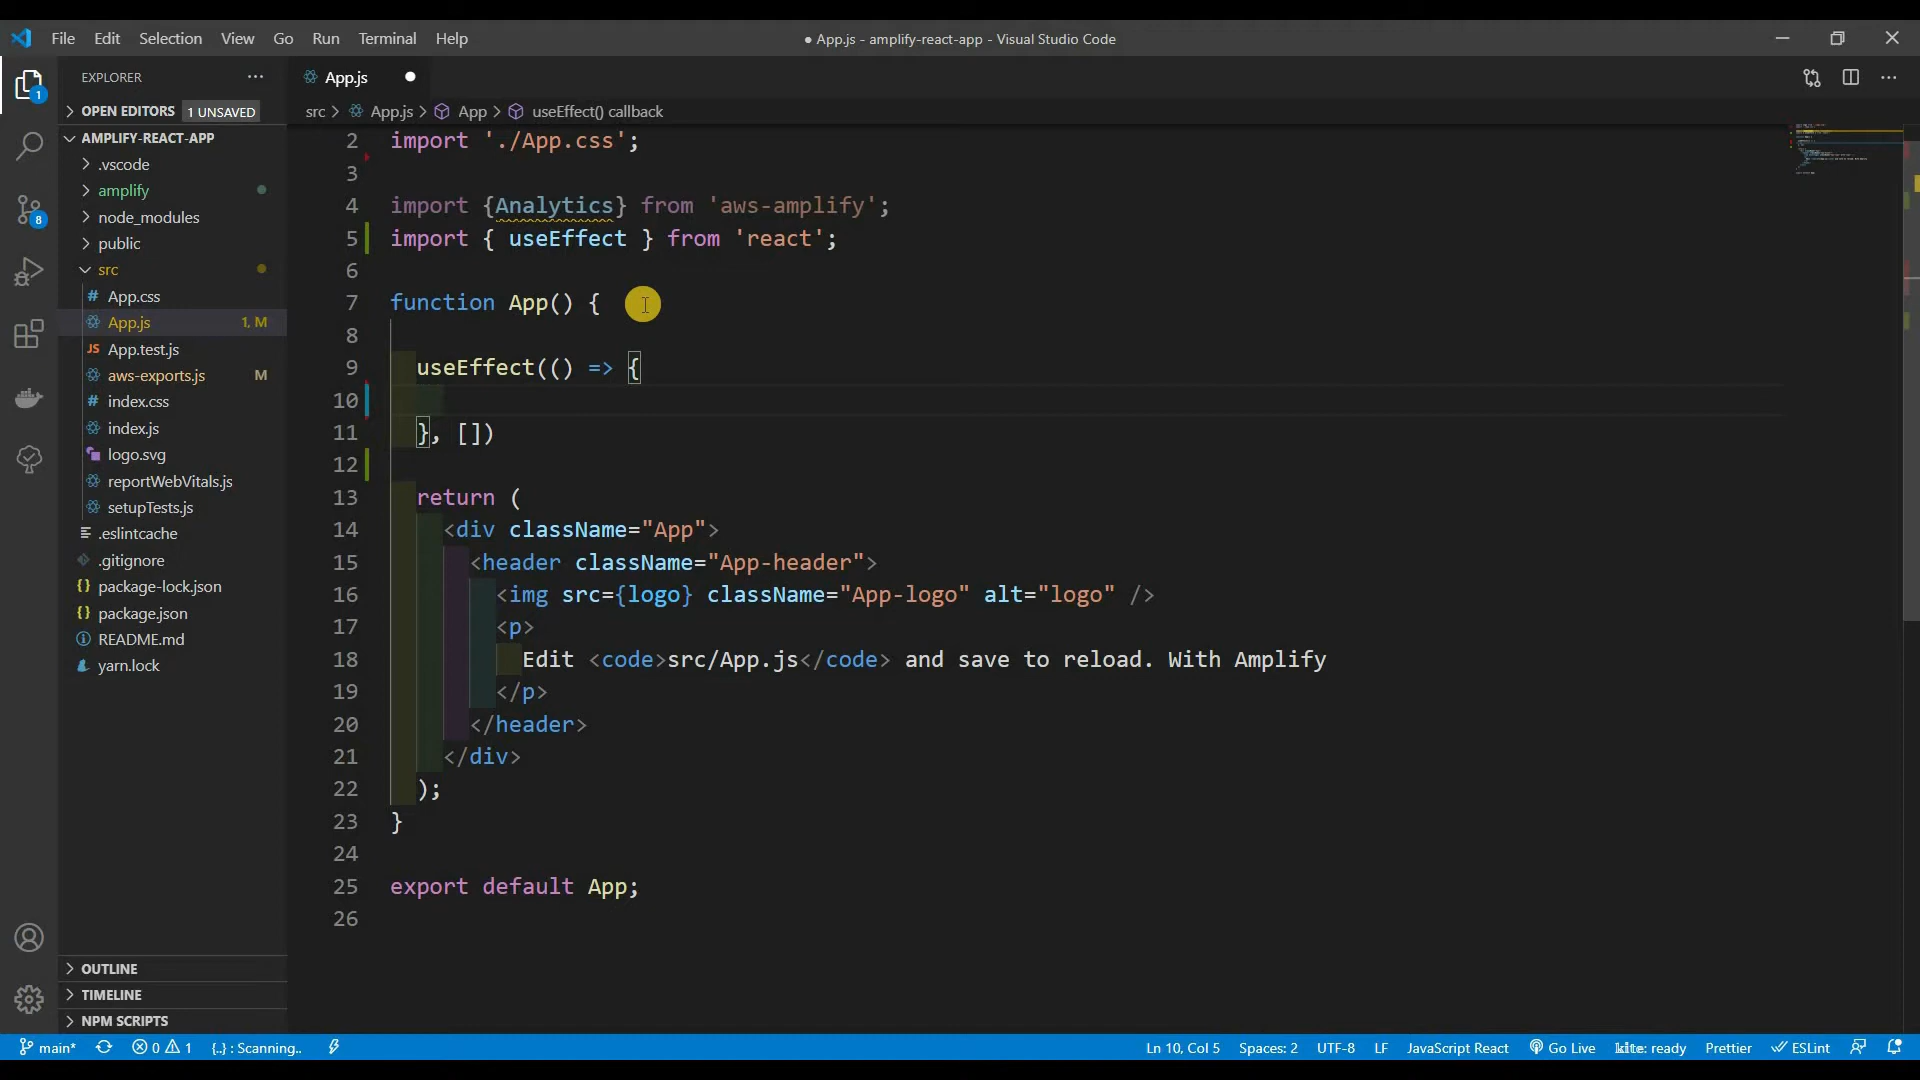 File Edit Selection View Go Run Terminal Help
● App.js - amplify-react-app - Visual Studio Code
EXPLORER
OPEN EDITORS 1 UNSAVED
AMPLIFY-REACT-APP
.vscode
amplify
node_modules
public
src
# App.css
App.js 1, M
JS App.test.js
aws-exports.js M
# index.css
index.js
logo.svg
reportWebVitals.js
setupTests.js
.eslintcache
.gitignore
{} package-lock.json
{} package.json
README.md
yarn.lock
OUTLINE
TIMELINE
NPM SCRIPTS
1
8
App.js ●
src > App.js > App > useEffect() callback
2 import './App.css';
3
4 import {Analytics} from 'aws-amplify';
5 import { useEffect } from 'react';
6
7 function App() {
8
9 useEffect(() => {
10
11 }, [])
12
13 return (
14 <div className="App">
15 <header className="App-header">
16 <img src={logo} className="App-logo" alt="logo" />
17 <p>
18 Edit <code>src/App.js</code> and save to reload. With Amplify
19 </p>
20 </header>
21 </div>
22 );
23 }
24
25 export default App;
26
main* 0 1 {..} : Scanning.. Ln 10, Col 5 Spaces: 2 UTF-8 LF JavaScript React Go Live kite: ready Prettier ESLint